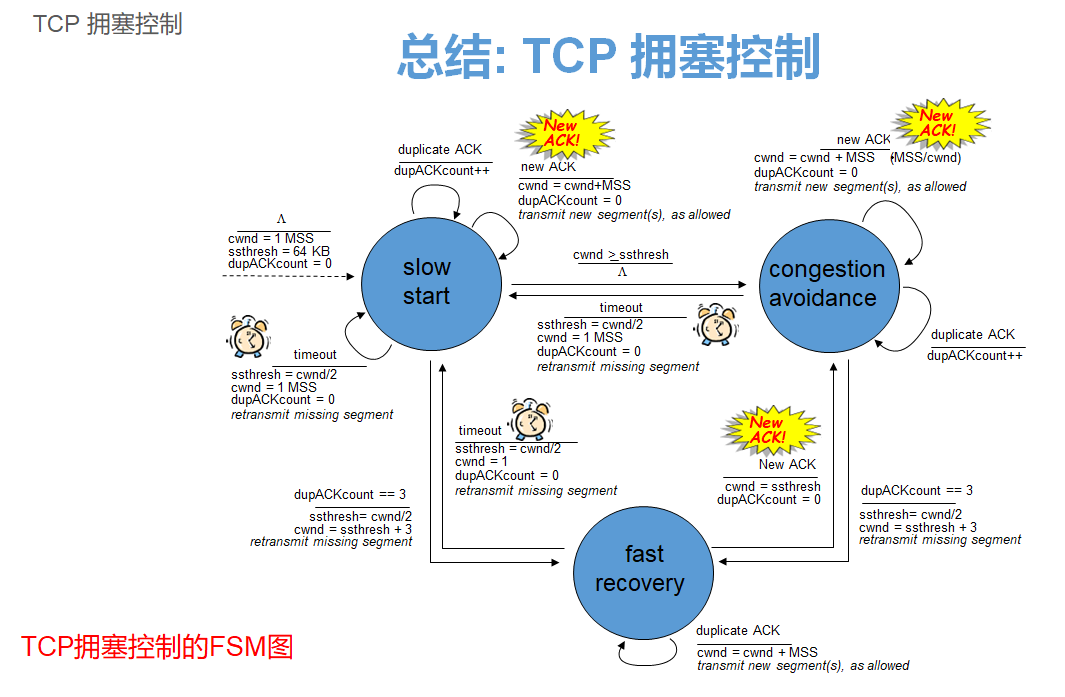 TCP 拥塞控制
总结: TCP 拥塞控制
duplicate ACK
dupACKcount++
New
ACK!
new ACK
cwnd = cwnd+MSS
dupACKcount = 0
transmit new segment(s), as allowed
New
ACK!
new ACK
cwnd = cwnd + MSS (MSS/cwnd)
dupACKcount = 0
transmit new segment(s), as allowed
Λ
cwnd = 1 MSS
ssthresh = 64 KB
dupACKcount = 0
slow
start
cwnd >_ssthresh
Λ
congestion
avoidance
timeout
ssthresh = cwnd/2
cwnd = 1 MSS
dupACKcount = 0
retransmit missing segment
duplicate ACK
dupACKcount++
timeout
ssthresh = cwnd/2
cwnd = 1 MSS
dupACKcount = 0
retransmit missing segment
timeout
ssthresh = cwnd/2
cwnd = 1
dupACKcount = 0
retransmit missing segment
New
ACK!
New ACK
cwnd = ssthresh
dupACKcount = 0
dupACKcount == 3
ssthresh= cwnd/2
cwnd = ssthresh + 3
retransmit missing segment
dupACKcount == 3
ssthresh= cwnd/2
cwnd = ssthresh + 3
retransmit missing segment
fast
recovery
duplicate ACK
cwnd = cwnd + MSS
transmit new segment(s), as allowed
TCP拥塞控制的FSM图